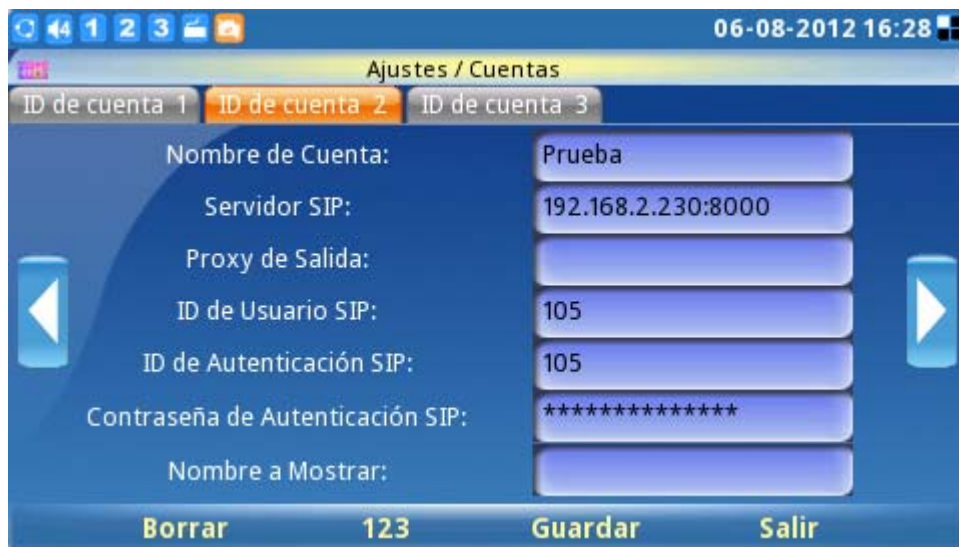 4 1 2 3 06-08-2012 16:28
Ajustes / Cuentas
ID de cuenta 1 ID de cuenta 2 ID de cuenta 3
Nombre de Cuenta: Prueba
Servidor SIP: 192.168.2.230:8000
Proxy de Salida:
ID de Usuario SIP: 105
ID de Autenticación SIP: 105
Contraseña de Autenticación SIP: **************
Nombre a Mostrar:
Borrar 123 Guardar Salir